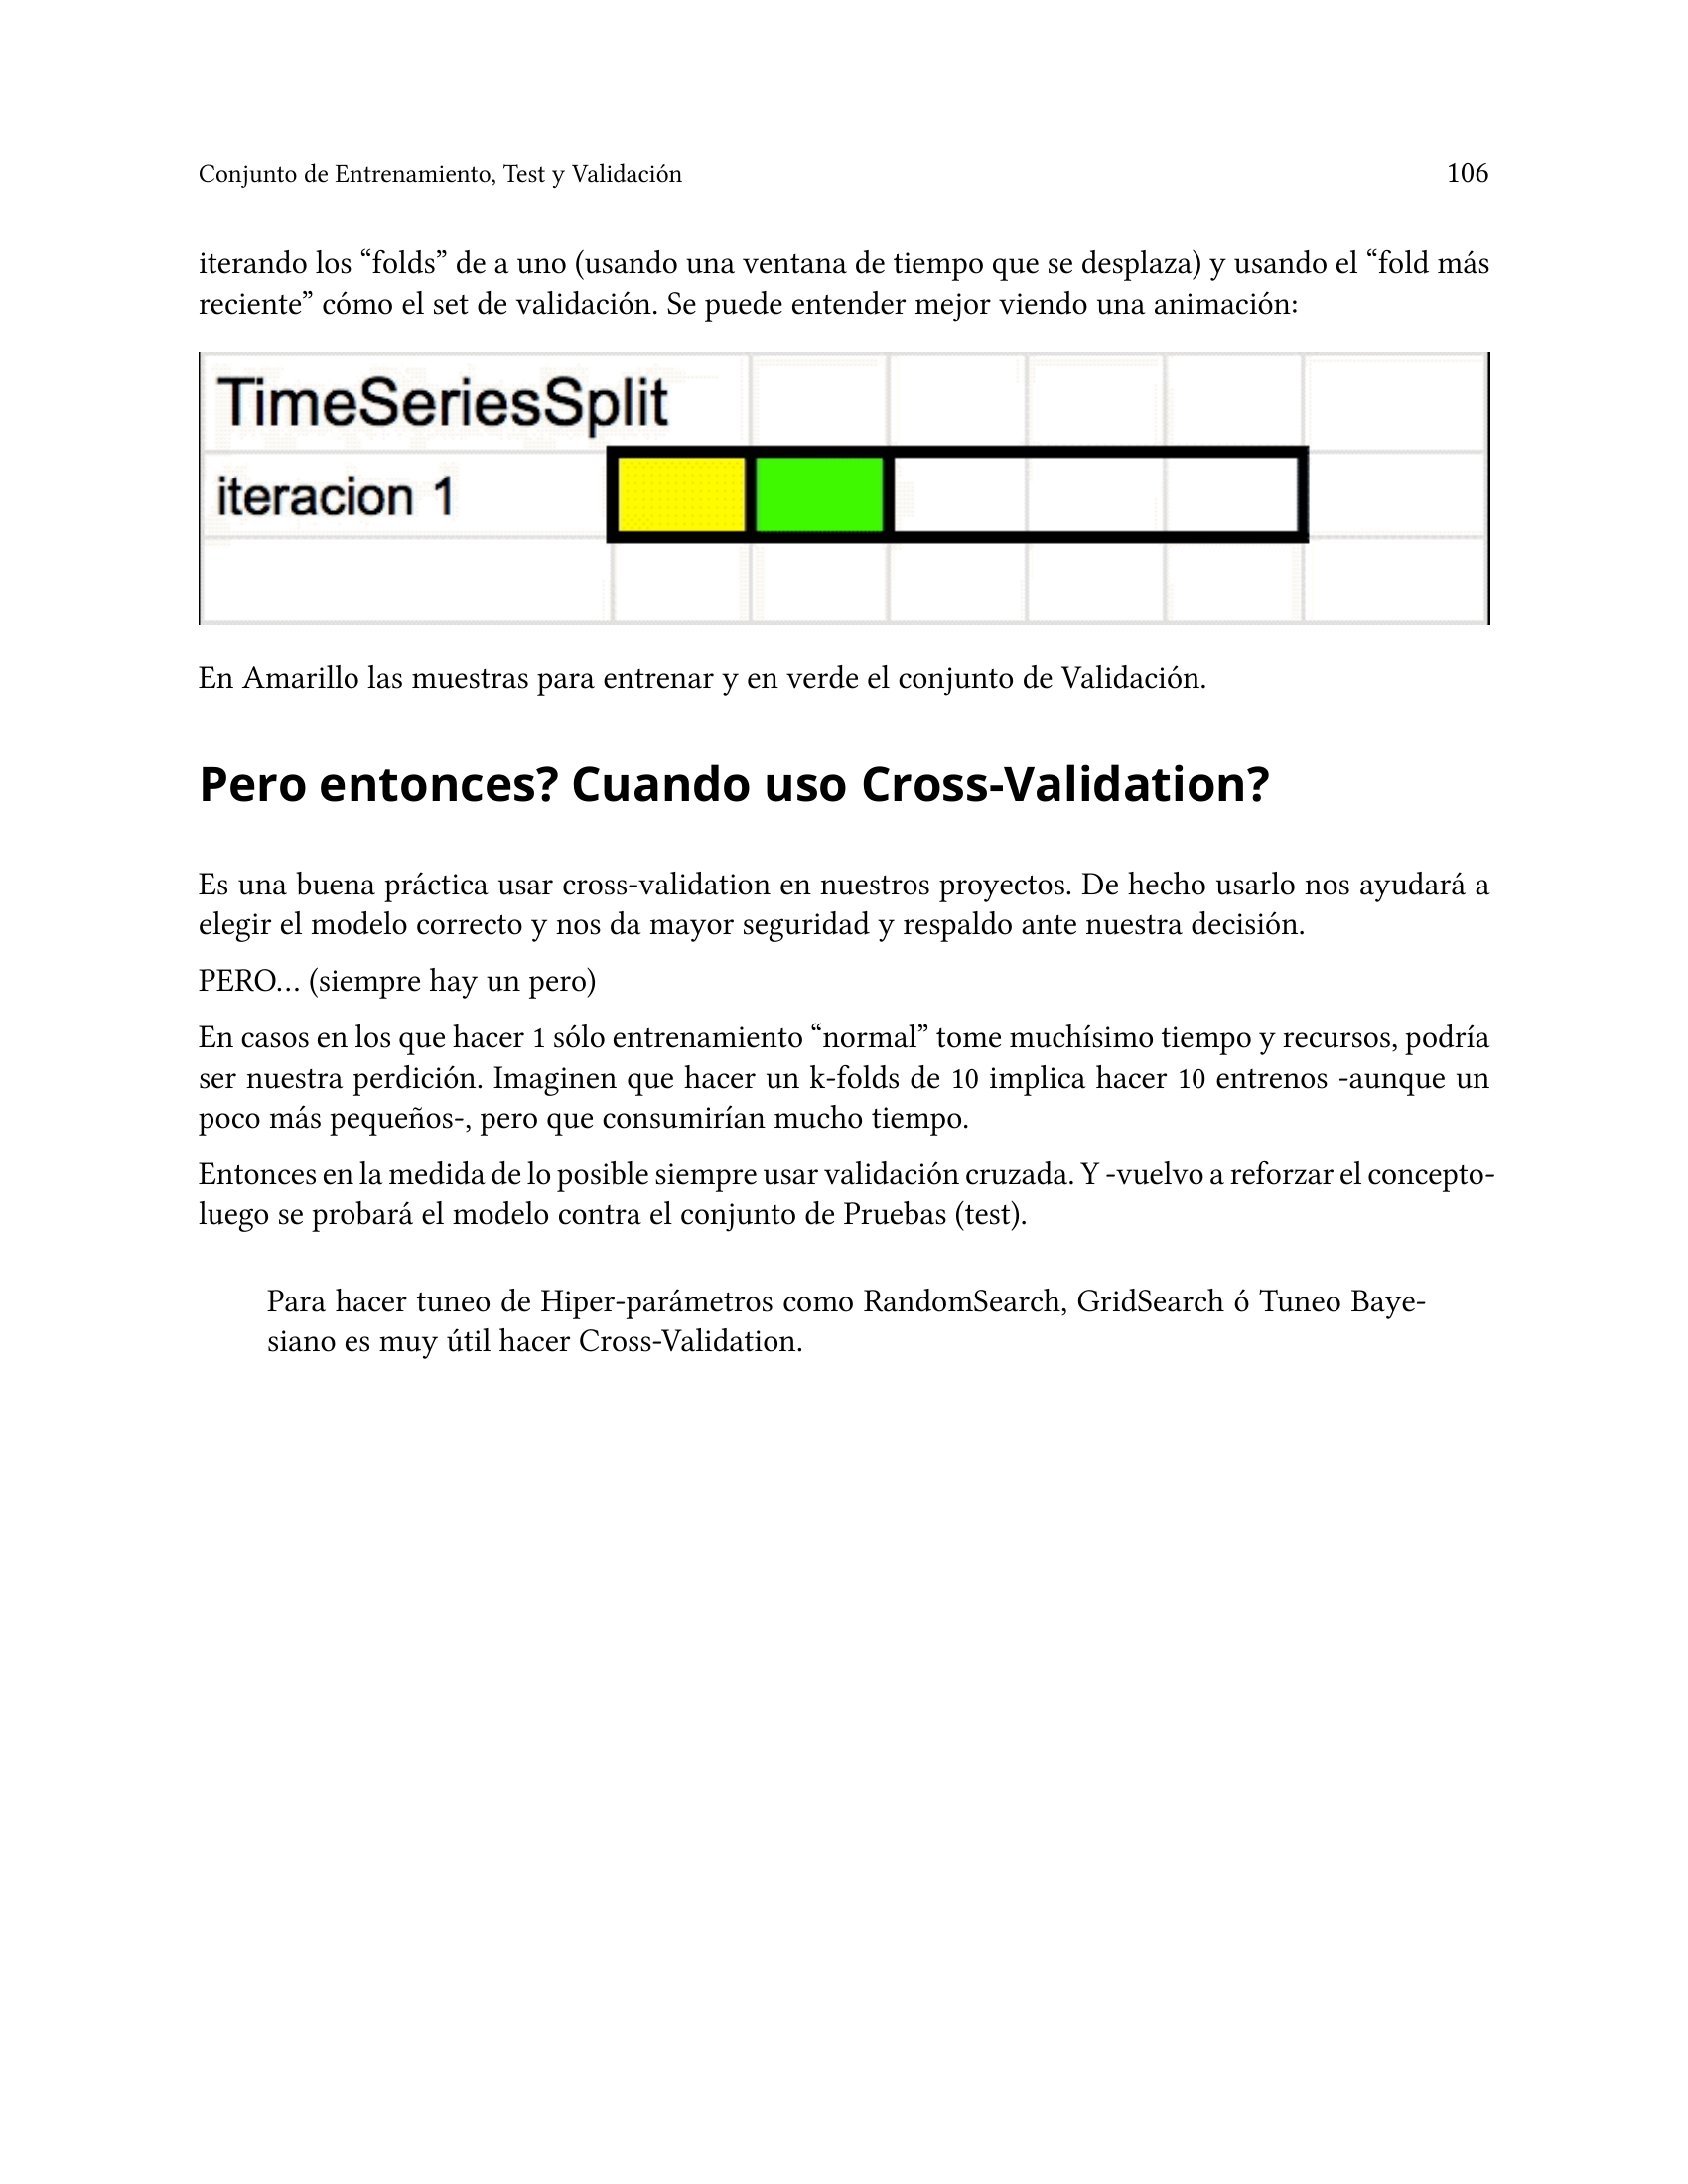 Conjunto de Entrenamiento, Test y Validación 106
iterando los “folds” de a uno (usando una ventana de tiempo que se desplaza) y usando el “fold más
reciente” cómo el set de validación. Se puede entender mejor viendo una animación:
TimeSeriesSplit
iteracion 1
En Amarillo las muestras para entrenar y en verde el conjunto de Validación.
Pero entonces? Cuando uso Cross-Validation?
Es una buena práctica usar cross-validation en nuestros proyectos. De hecho usarlo nos ayudará a
elegir el modelo correcto y nos da mayor seguridad y respaldo ante nuestra decisión.
PERO… (siempre hay un pero)
En casos en los que hacer 1 sólo entrenamiento “normal” tome muchísimo tiempo y recursos, podría
ser nuestra perdición. Imaginen que hacer un k-folds de 10 implica hacer 10 entrenos -aunque un
poco más pequeños-, pero que consumirían mucho tiempo.
Entonces en la medida de lo posible siempre usar validación cruzada. Y -vuelvo a reforzar el concepto-
luego se probará el modelo contra el conjunto de Pruebas (test).
Para hacer tuneo de Hiper-parámetros como RandomSearch, GridSearch ó Tuneo Baye-
siano es muy útil hacer Cross-Validation.